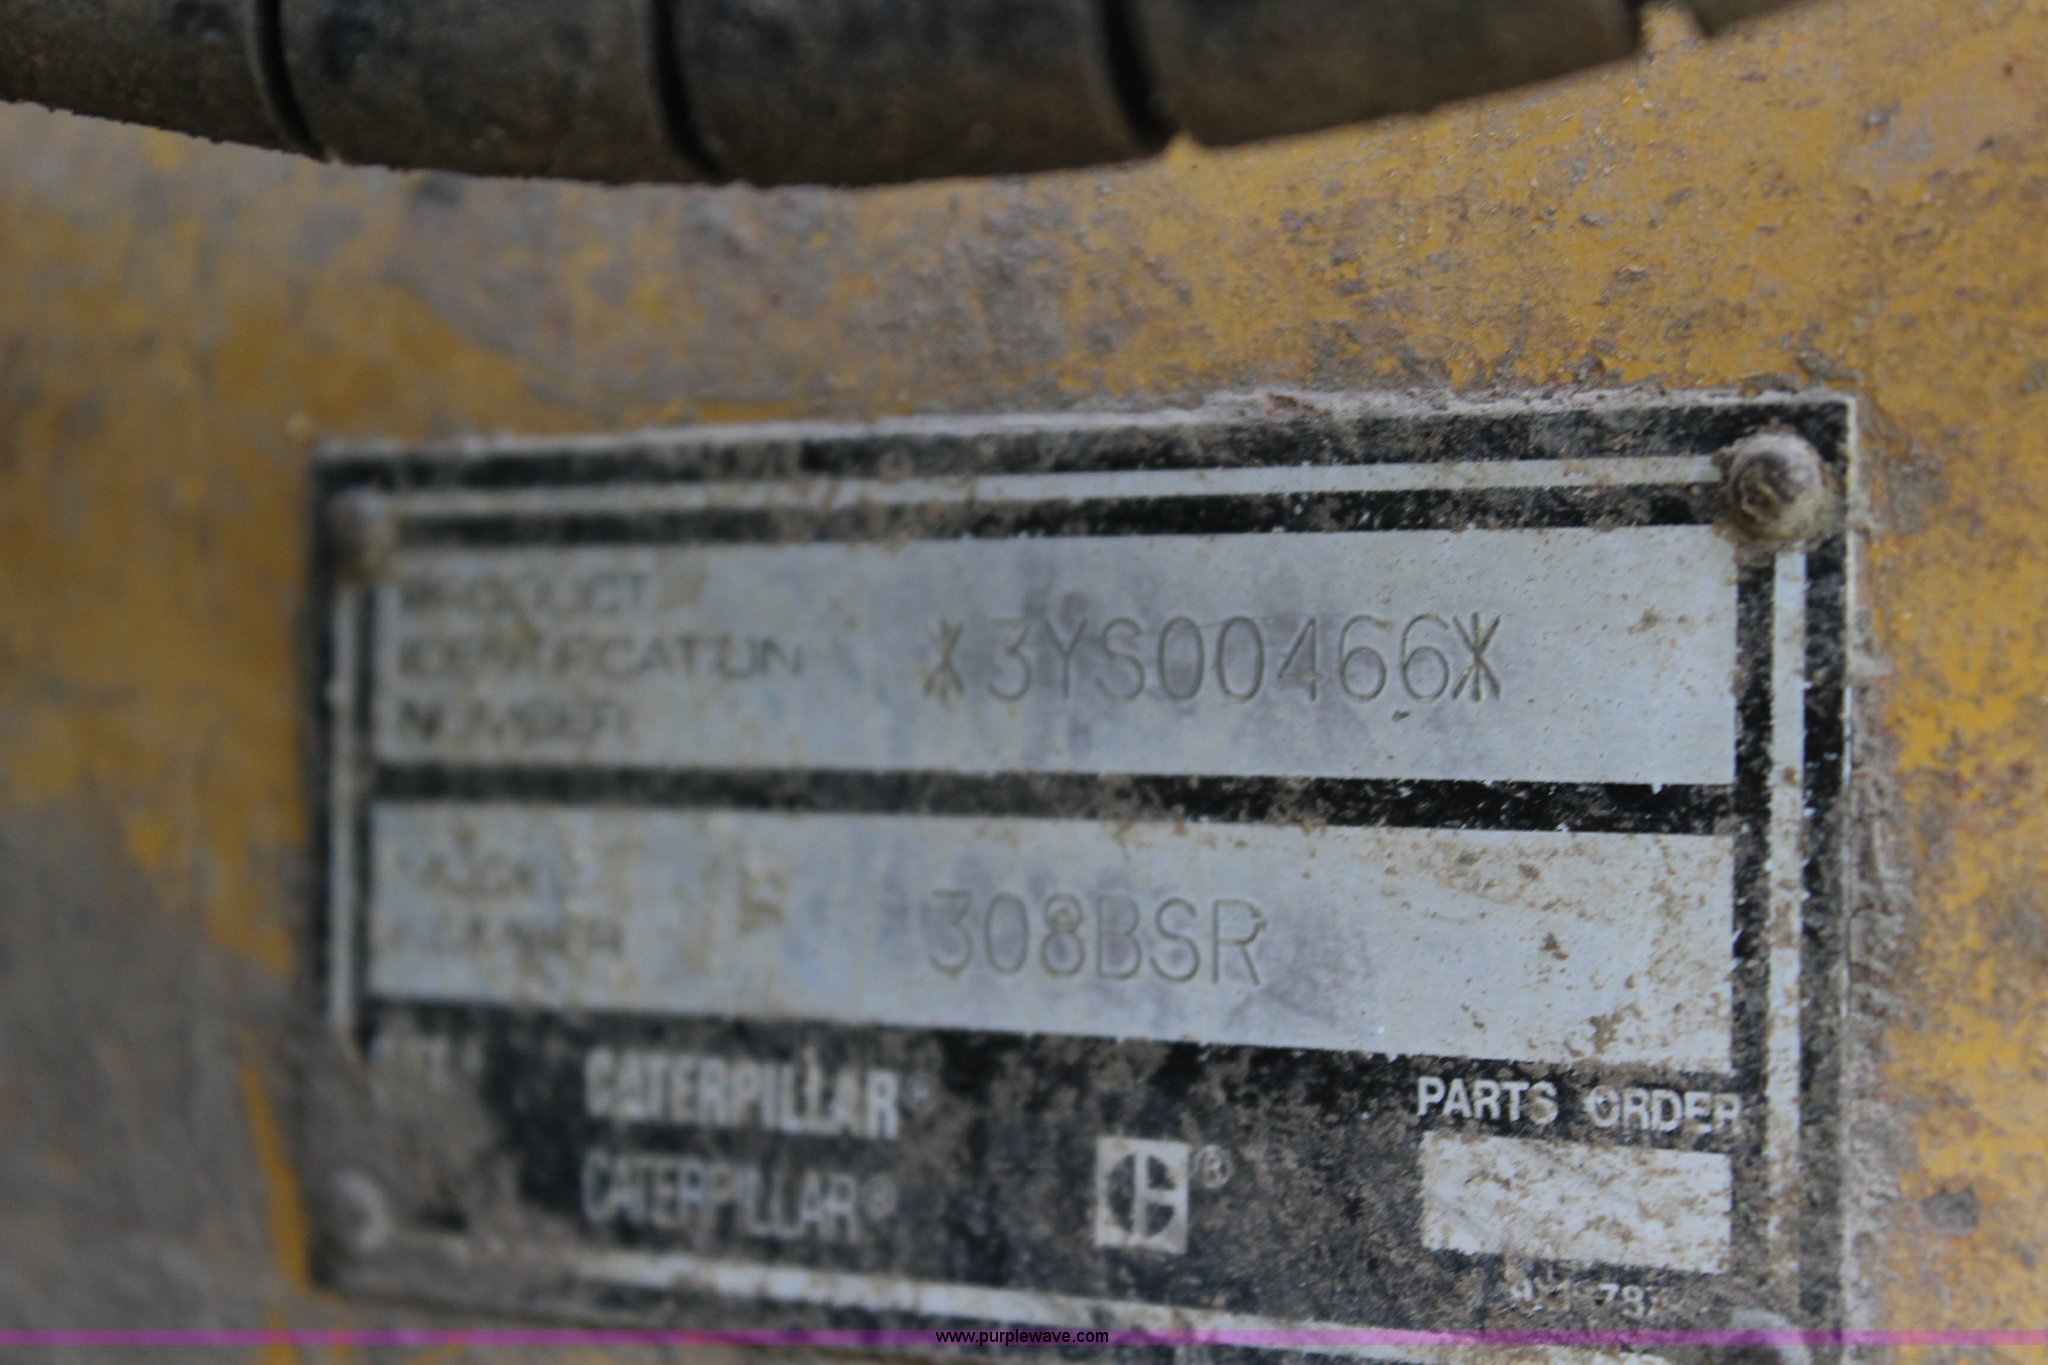 PRODUCT
IDENTIFICATION *3YS00466*
NUMBER
308BSR
CATERPILLAR®
CATERPILLAR® ®
PARTS ORDER
www.purplewave.com